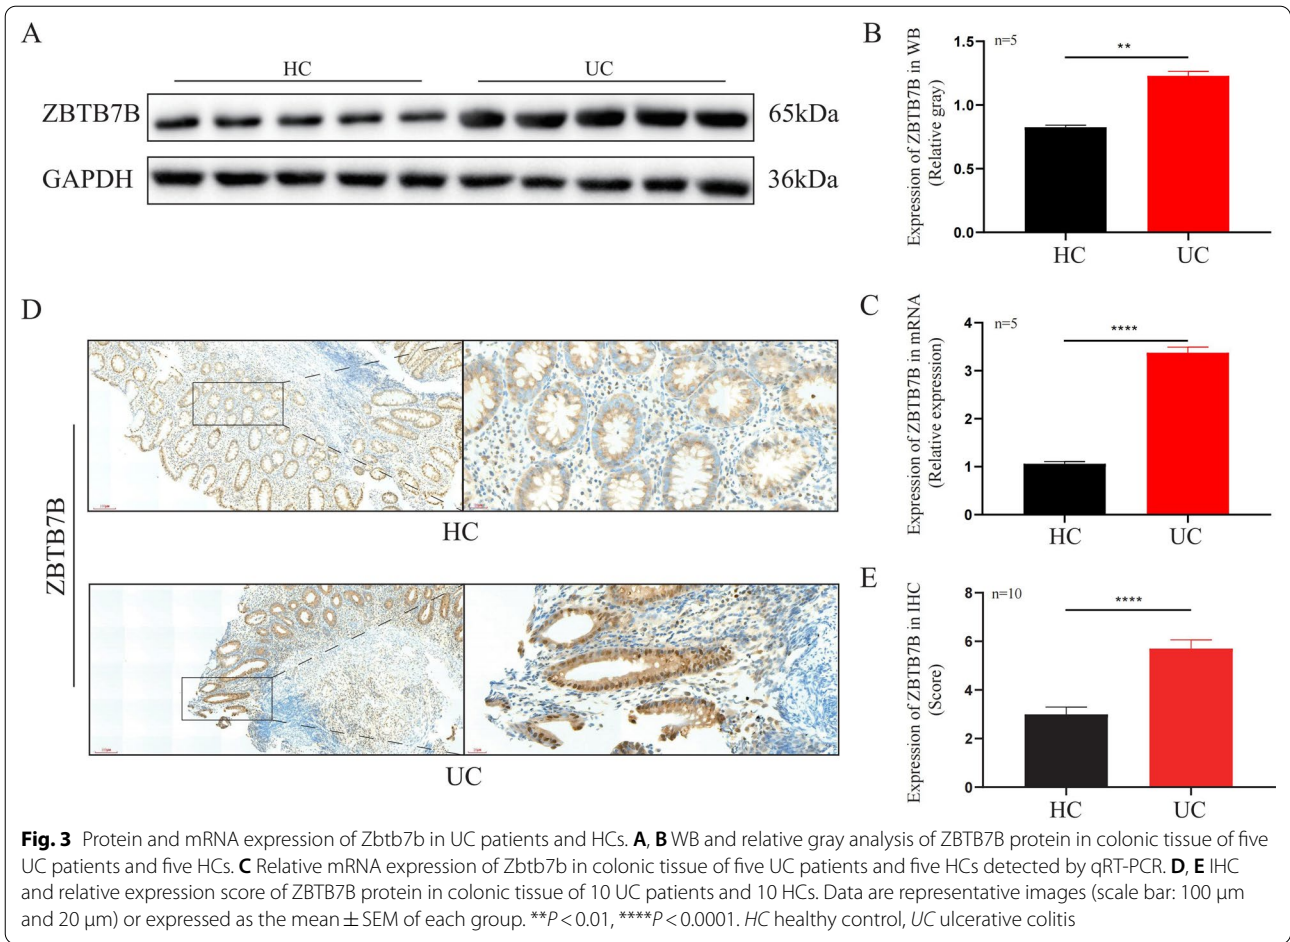 A
HC
UC
ZBTB7B
65kDa
GAPDH
36kDa
B
n=5
**
Expression of ZBTB7B in WB
(Relative gray)
1.5
1.0
0.5
0.0
HC
UC
C
n=5
****
Expression of ZBTB7B in mRNA
(Relative expression)
4
3
2
1
0
HC
UC
D
ZBTB7B
HC
UC
E
n=10
****
Expression of ZBTB7B in IHC
(Score)
8
6
4
2
0
HC
UC
Fig. 3 Protein and mRNA expression of Zbtb7b in UC patients and HCs. A, B WB and relative gray analysis of ZBTB7B protein in colonic tissue of five
UC patients and five HCs. C Relative mRNA expression of Zbtb7b in colonic tissue of five UC patients and five HCs detected by qRT-PCR. D, E IHC
and relative expression score of ZBTB7B protein in colonic tissue of 10 UC patients and 10 HCs. Data are representative images (scale bar: 100 μm
and 20 μm) or expressed as the mean ± SEM of each group. **P < 0.01, ****P < 0.0001. HC healthy control, UC ulcerative colitis